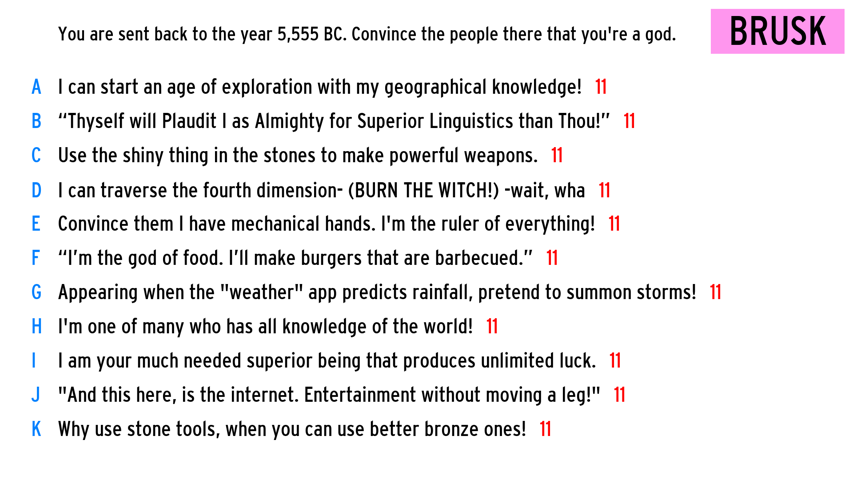 You are sent back to the year 5,555 BC. Convince the people there that you're a god.
BRUSK
A I can start an age of exploration with my geographical knowledge! 11
B “Thyself will Plaudit I as Almighty for Superior Linguistics than Thou!” 11
C Use the shiny thing in the stones to make powerful weapons. 11
D I can traverse the fourth dimension- (BURN THE WITCH!) -wait, wha 11
E Convince them I have mechanical hands. I'm the ruler of everything! 11
F “I’m the god of food. I’ll make burgers that are barbecued.” 11
G Appearing when the "weather" app predicts rainfall, pretend to summon storms! 11
H I'm one of many who has all knowledge of the world! 11
I I am your much needed superior being that produces unlimited luck. 11
J "And this here, is the internet. Entertainment without moving a leg!" 11
K Why use stone tools, when you can use better bronze ones! 11